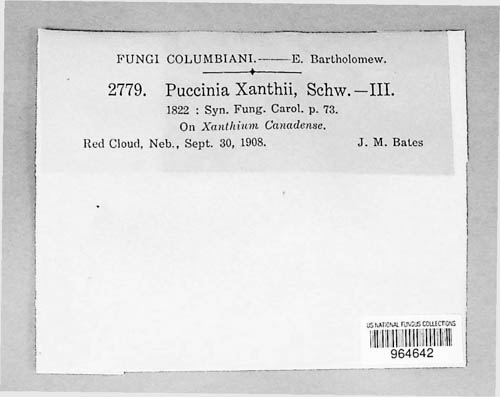 FUNGI COLUMBIANI.——E. Bartholomew.
2779. Puccinia Xanthii, Schw.—III.
1822 : Syn. Fung. Carol. p. 73.
On Xanthium Canadense.
Red Cloud, Neb., Sept. 30, 1908. J. M. Bates
US NATIONAL FUNGUS COLLECTIONS
964642